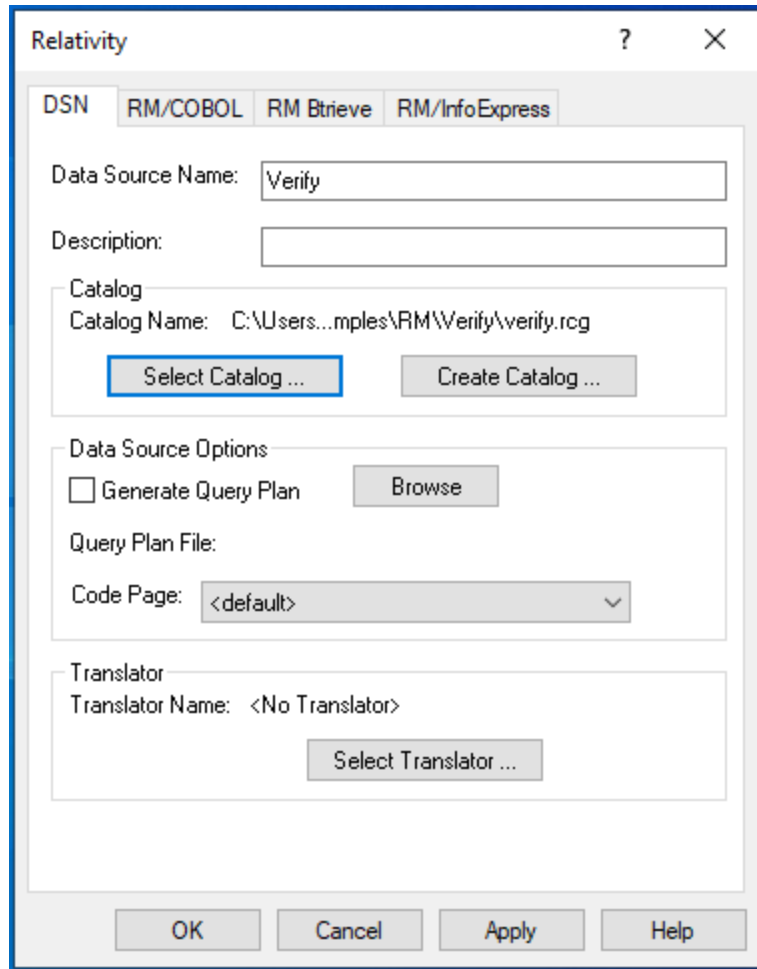 Relativity ? ✕
DSN RM/COBOL RM Btrieve RM/InfoExpress
Data Source Name: Verify
Description:
Catalog
Catalog Name: C:\Users...mples\RM\Verify\verify.rcg
Select Catalog ... Create Catalog ...
Data Source Options
Generate Query Plan Browse
Query Plan File:
Code Page: <default>
Translator
Translator Name: <No Translator>
Select Translator ...
OK Cancel Apply Help